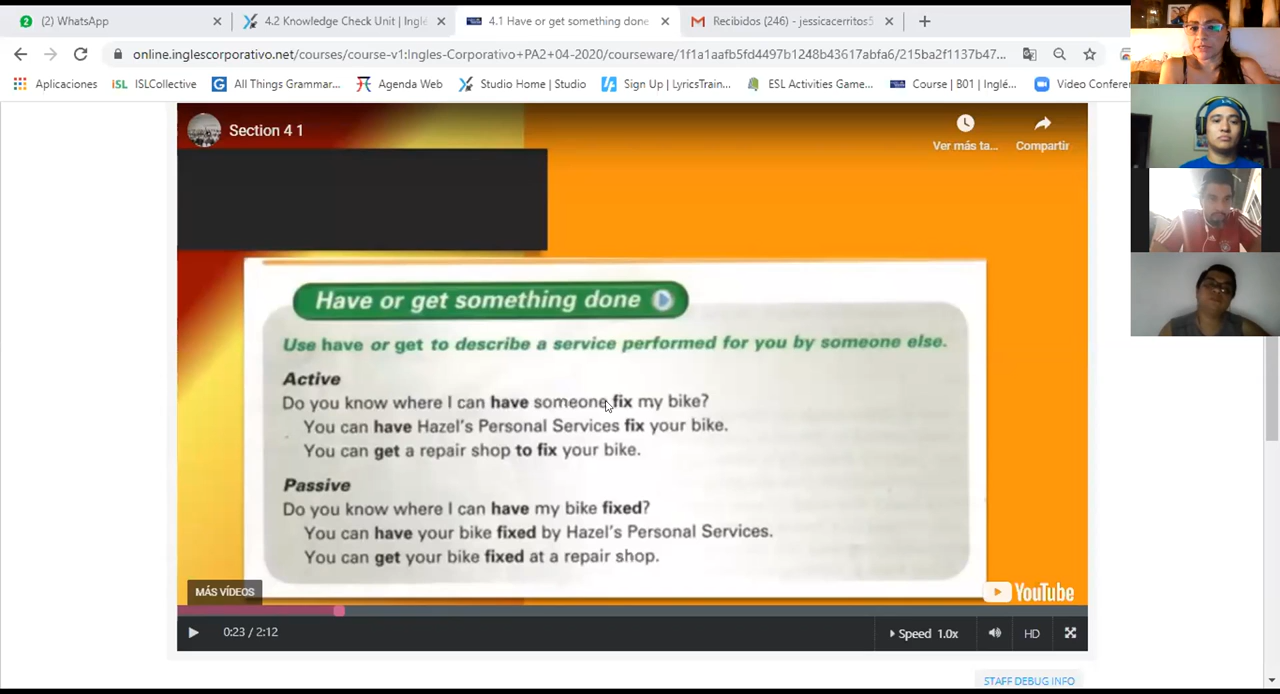 (2) WhatsApp
4.2 Knowledge Check Unit | Inglé
4.1 Have or get something done
Recibidos (246) - jessicacerritos5
online.inglescorporativo.net/courses/course-v1:Ingles-Corporativo+PA2+04-2020/courseware/1f1a1aafb5fd4497b1248b43617abfa6/215ba2f1137b47...
Aplicaciones
iSL ISLCollective
G All Things Grammar...
Agenda Web
Studio Home | Studio
Sign Up | LyricsTrain...
ESL Activities Game...
Course | B01 | Inglé...
Video Conferen
Section 4 1
Ver más ta...
Compartir
Have or get something done
Use have or get to describe a service performed for you by someone else.
Active
Do you know where I can have someone fix my bike?
You can have Hazel's Personal Services fix your bike.
You can get a repair shop to fix your bike.
Passive
Do you know where I can have my bike fixed?
You can have your bike fixed by Hazel's Personal Services.
You can get your bike fixed at a repair shop.
MÁS VÍDEOS
YouTube
0:23 / 2:12
Speed 1.0x
HD
STAFF DEBUG INFO